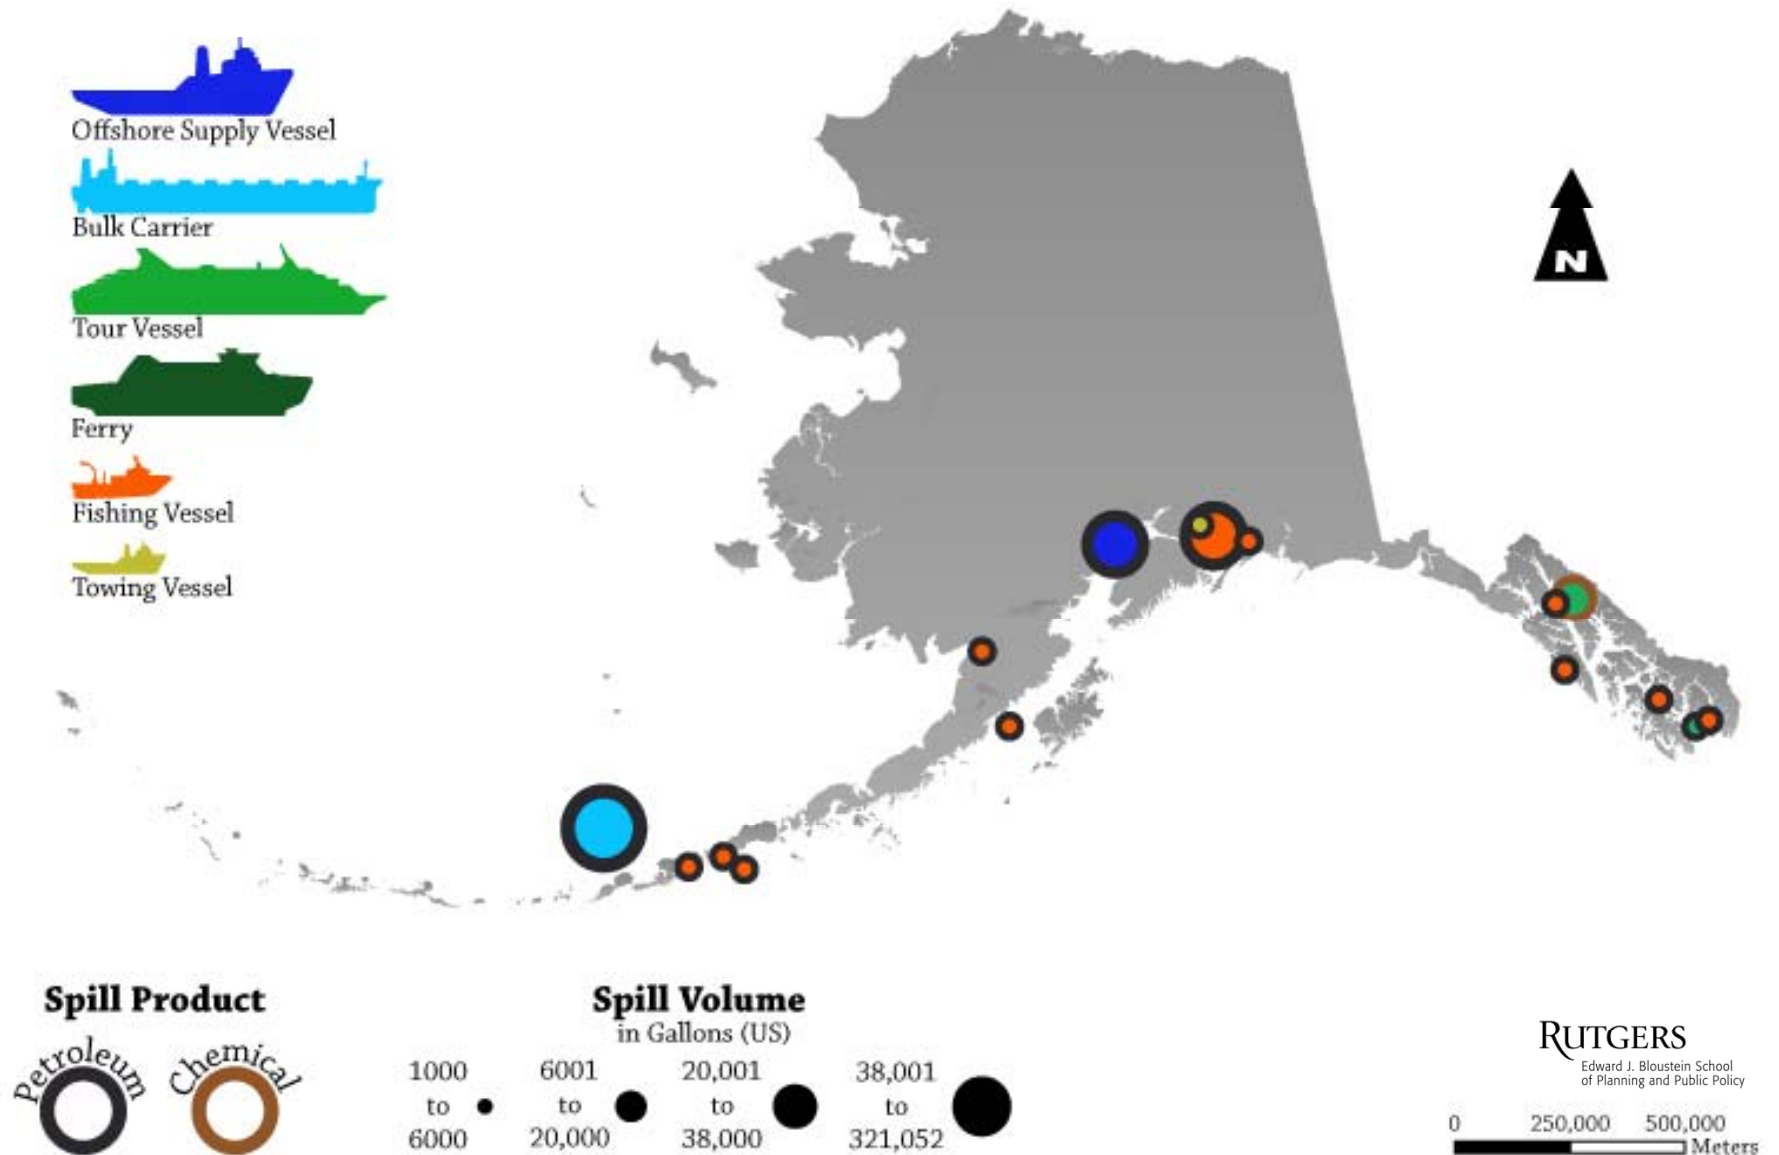 Offshore Supply Vessel
Bulk Carrier
Tour Vessel
Ferry
Fishing Vessel
Towing Vessel
N
Spill Product
Petroleum
Chemical
Spill Volume
in Gallons (US)
1000
to
6000
6001
to
20,000
20,001
to
38,000
38,001
to
321,052
RUTGERS
Edward J. Bloustein School
of Planning and Public Policy
0 250,000 500,000
Meters